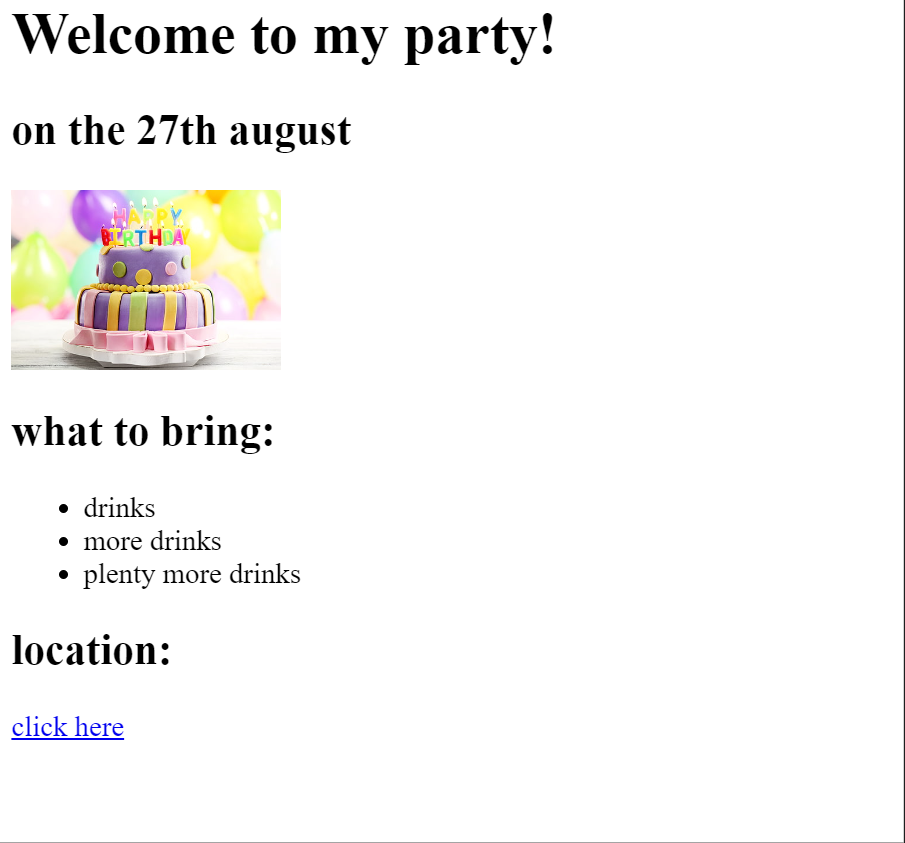 Welcome to my party!
on the 27th august
HAPPY
BIRTHDAY
what to bring:
drinks
more drinks
plenty more drinks
location:
click here